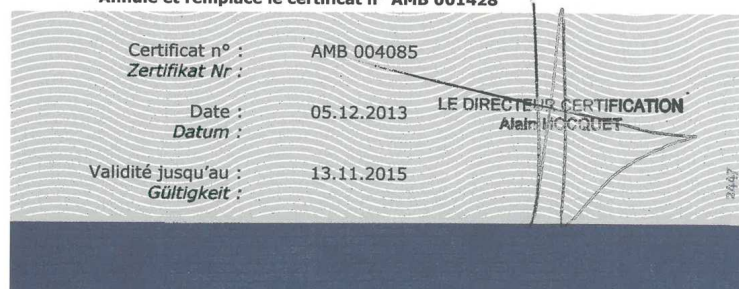 Annule et remplace le certificat n° AMB 001428
Certificat n° : AMB 004085
Zertifikat Nr :
Date : 05.12.2013
Datum :
LE DIRECTEUR CERTIFICATION
Alain MOCQUET
Validité jusqu'au : 13.11.2015
Gültigkeit :
2447